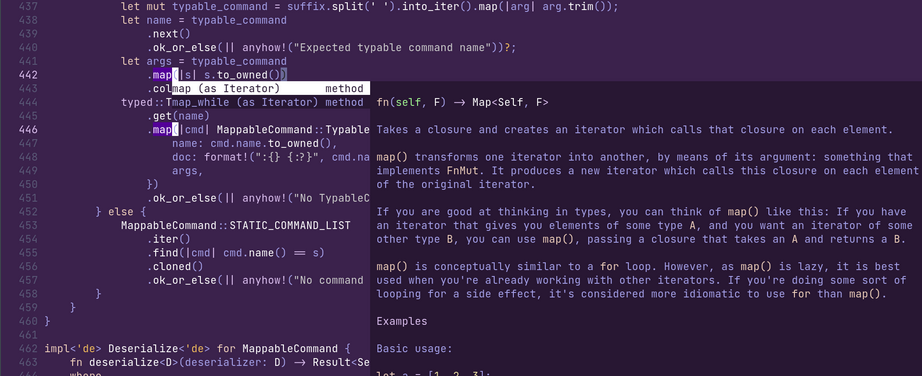 437 let mut typable_command = suffix.split(' ').into_iter().map(|arg| arg.trim());
438 let name = typable_command
439 .next()
440 .ok_or_else(|| anyhow!("Expected typable command name"))?;
441 let args = typable_command
442 .map(|s| s.to_owned())
443 .col
map (as Iterator) method
444 typed::T
map_while (as Iterator) method
445 .get(name)
446 .map(|cmd| MappableCommand::Typable
447 name: cmd.name.to_owned(),
448 doc: format!(":{} {:?}", cmd.na
449 args,
450 })
451 .ok_or_else(|| anyhow!("No TypableC
452 } else {
453 MappableCommand::STATIC_COMMAND_LIST
454 .iter()
455 .find(|cmd| cmd.name() == s)
456 .cloned()
457 .ok_or_else(|| anyhow!("No command
458 }
459 }
460 }
461
462 impl<'de> Deserialize<'de> for MappableCommand {
463 fn deserialize<D>(deserializer: D) -> Result<Se
464 where
fn(self, F) -> Map<Self, F>
Takes a closure and creates an iterator which calls that closure on each element.
map() transforms one iterator into another, by means of its argument: something that
implements FnMut. It produces a new iterator which calls this closure on each element
of the original iterator.
If you are good at thinking in types, you can think of map() like this: If you have
an iterator that gives you elements of some type A, and you want an iterator of some
other type B, you can use map(), passing a closure that takes an A and returns a B.
map() is conceptually similar to a for loop. However, as map() is lazy, it is best
used when you're already working with other iterators. If you're doing some sort of
looping for a side effect, it's considered more idiomatic to use for than map().
Examples
Basic usage:
let a = [1, 2, 3];